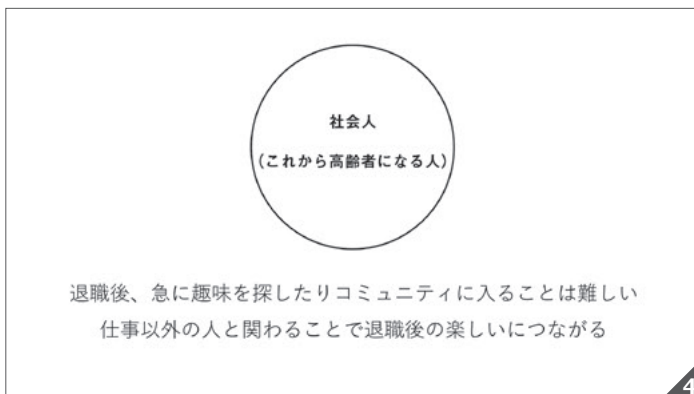 社会人
(これから高齢者になる人)
退職後、急に趣味を探したりコミュニティに入ることは難しい
仕事以外の人と関わることで退職後の楽しいにつながる
4